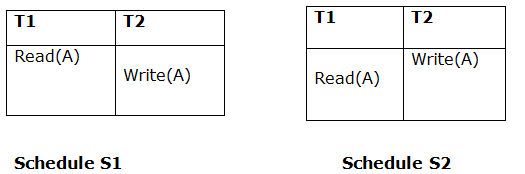 T1 T2
Read(A)
Write(A)
Schedule S1
T1 T2
Write(A)
Read(A)
Schedule S2